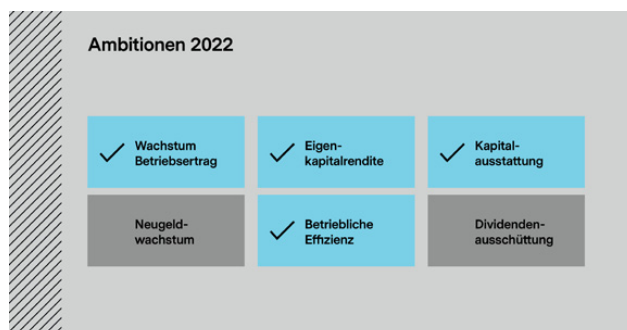 Ambitionen 2022
Wachstum
Betriebsertrag
Eigen-
kapitalrendite
Kapital-
ausstattung
Neugeld-
wachstum
Betriebliche
Effizienz
Dividenden-
ausschüttung